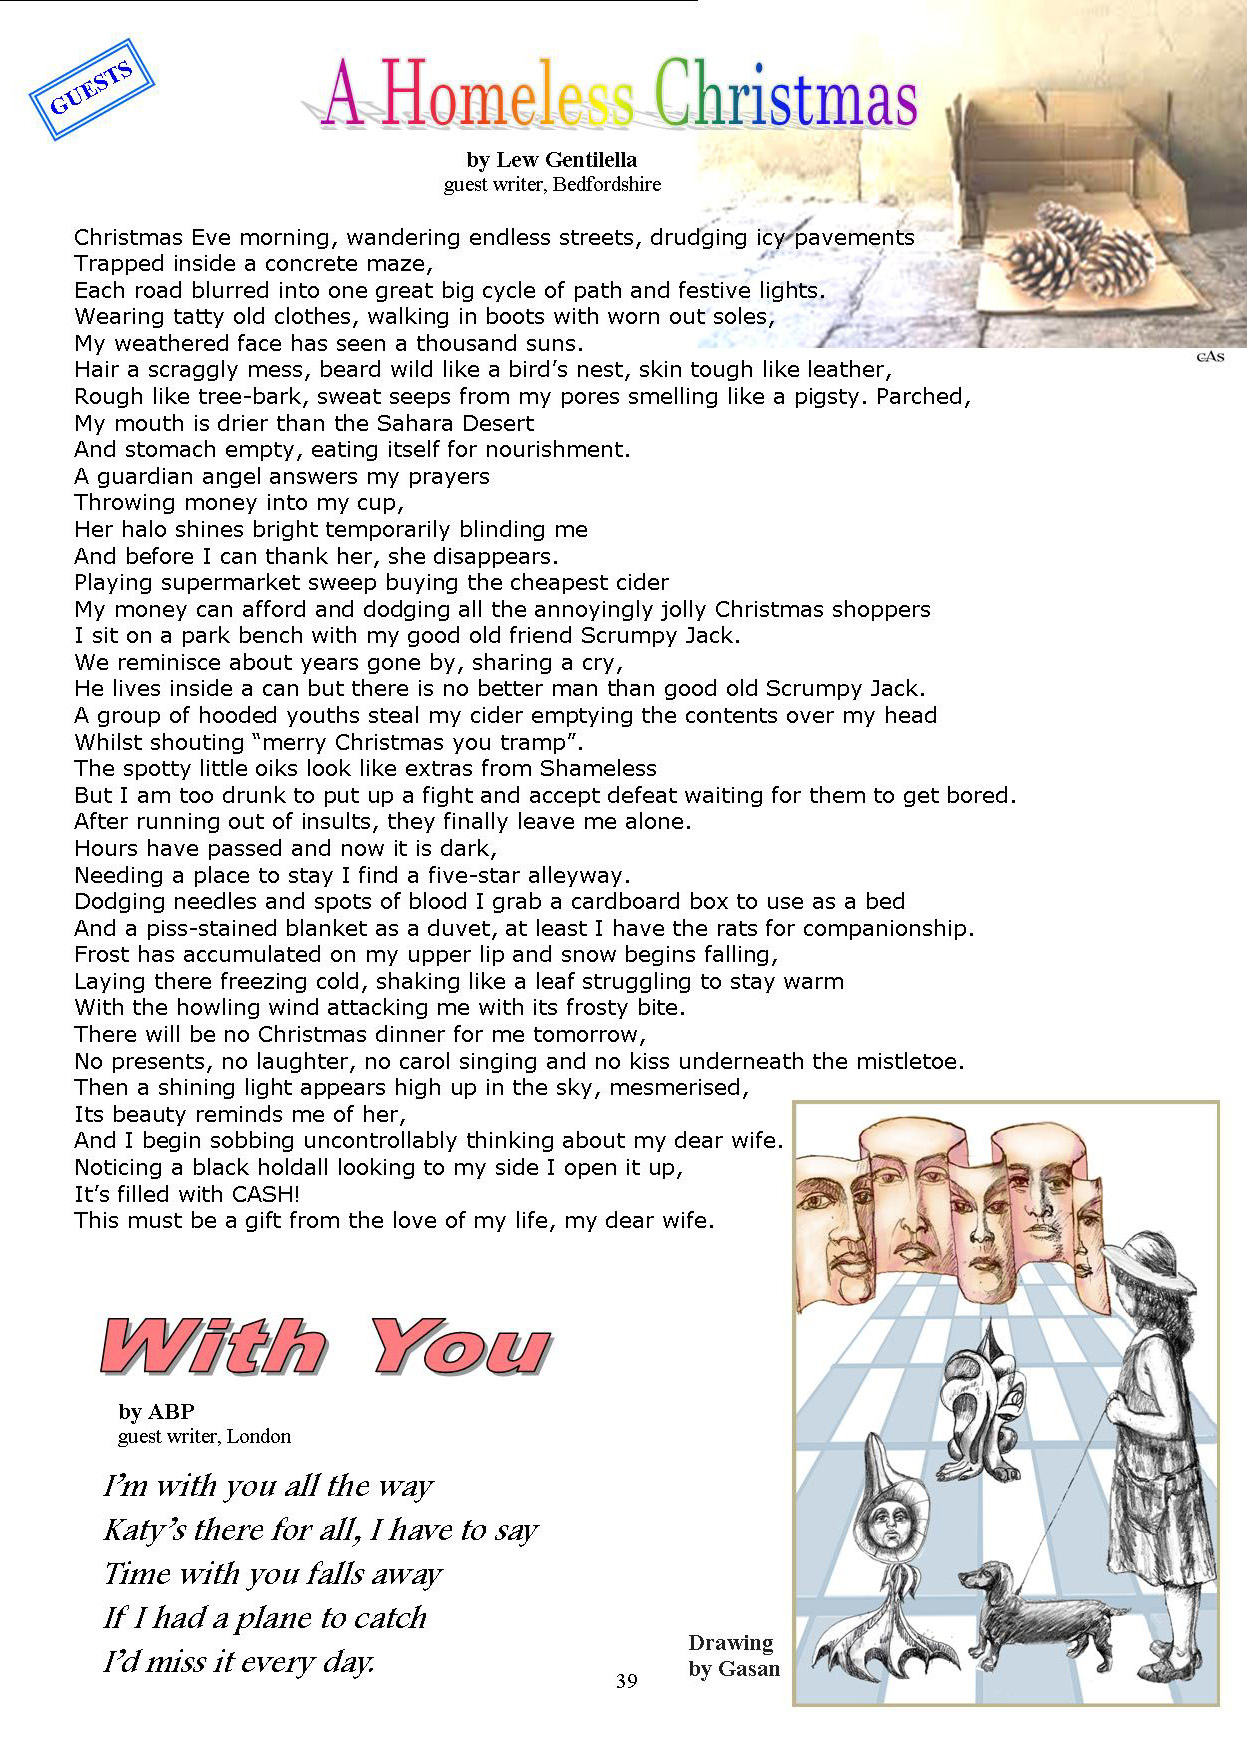 GUESTS
A Homeless Christmas
by Lew Gentilella
guest writer, Bedfordshire
Christmas Eve morning, wandering endless streets, drudging icy pavements
Trapped inside a concrete maze,
Each road blurred into one great big cycle of path and festive lights.
Wearing tatty old clothes, walking in boots with worn out soles,
My weathered face has seen a thousand suns.
cAs
Hair a scraggly mess, beard wild like a bird’s nest, skin tough like leather,
Rough like tree-bark, sweat seeps from my pores smelling like a pigsty. Parched,
My mouth is drier than the Sahara Desert
And stomach empty, eating itself for nourishment.
A guardian angel answers my prayers
Throwing money into my cup,
Her halo shines bright temporarily blinding me
And before I can thank her, she disappears.
Playing supermarket sweep buying the cheapest cider
My money can afford and dodging all the annoyingly jolly Christmas shoppers
I sit on a park bench with my good old friend Scrumpy Jack.
We reminisce about years gone by, sharing a cry,
He lives inside a can but there is no better man than good old Scrumpy Jack.
A group of hooded youths steal my cider emptying the contents over my head
Whilst shouting “merry Christmas you tramp”.
The spotty little oiks look like extras from Shameless
But I am too drunk to put up a fight and accept defeat waiting for them to get bored.
After running out of insults, they finally leave me alone.
Hours have passed and now it is dark,
Needing a place to stay I find a five-star alleyway.
Dodging needles and spots of blood I grab a cardboard box to use as a bed
And a piss-stained blanket as a duvet, at least I have the rats for companionship.
Frost has accumulated on my upper lip and snow begins falling,
Laying there freezing cold, shaking like a leaf struggling to stay warm
With the howling wind attacking me with its frosty bite.
There will be no Christmas dinner for me tomorrow,
No presents, no laughter, no carol singing and no kiss underneath the mistletoe.
Then a shining light appears high up in the sky, mesmerised,
Its beauty reminds me of her,
And I begin sobbing uncontrollably thinking about my dear wife.
Noticing a black holdall looking to my side I open it up,
It’s filled with CASH!
This must be a gift from the love of my life, my dear wife.
With You
by ABP
guest writer, London
I’m with you all the way
Katy’s there for all, I have to say
Time with you falls away
If I had a plane to catch
I’d miss it every day.
Drawing
by Gasan
39